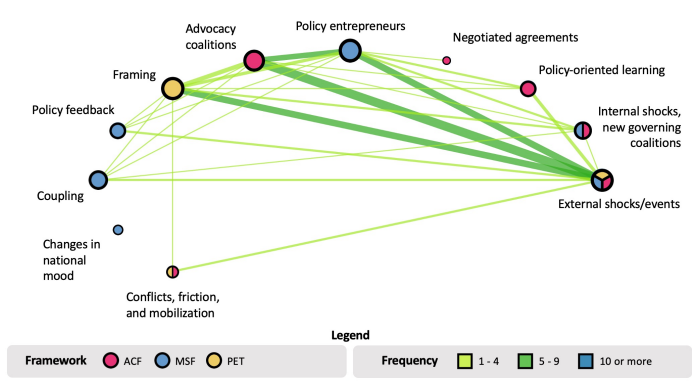 Policy entrepreneurs
Advocacy
coalitions
Negotiated agreements
Framing
Policy-oriented learning
Policy feedback
Internal shocks,
new governing
coalitions
Coupling
External shocks/events
Changes in
national
mood
Conflicts, friction,
and mobilization
Legend
Framework ACF MSF PET
Frequency 1 - 4 5 - 9 10 or more